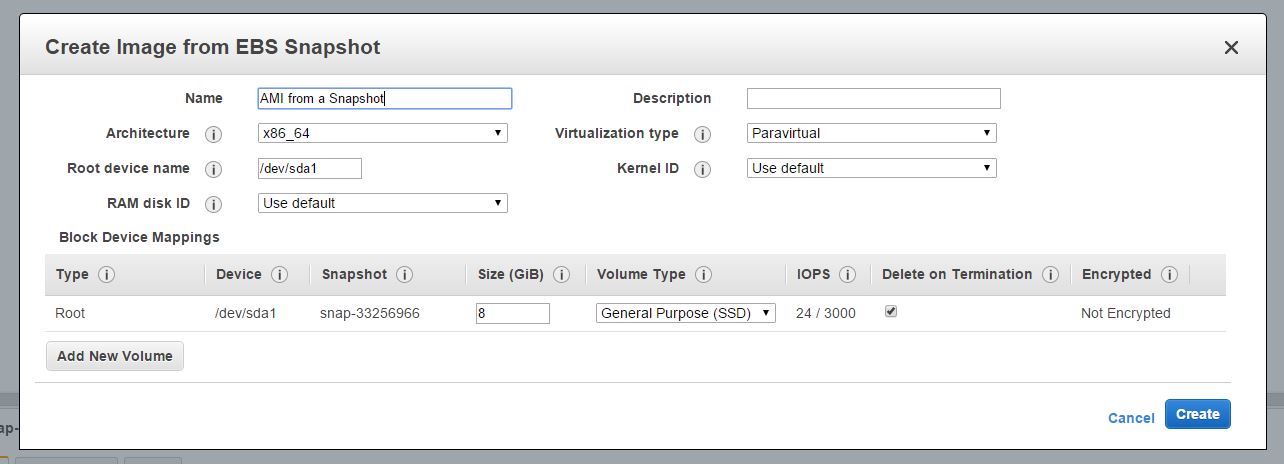 Create Image from EBS Snapshot
Name AMI from a Snapshot Description
Architecture i x86_64 Virtualization type i Paravirtual
Root device name i /dev/sda1 Kernel ID i Use default
RAM disk ID i Use default
Block Device Mappings
Type i Device i Snapshot i Size (GiB) i Volume Type i IOPS i Delete on Termination i Encrypted i
Root /dev/sda1 snap-33256966 8 General Purpose (SSD) 24 / 3000 Not Encrypted
Add New Volume
Cancel Create
ap-